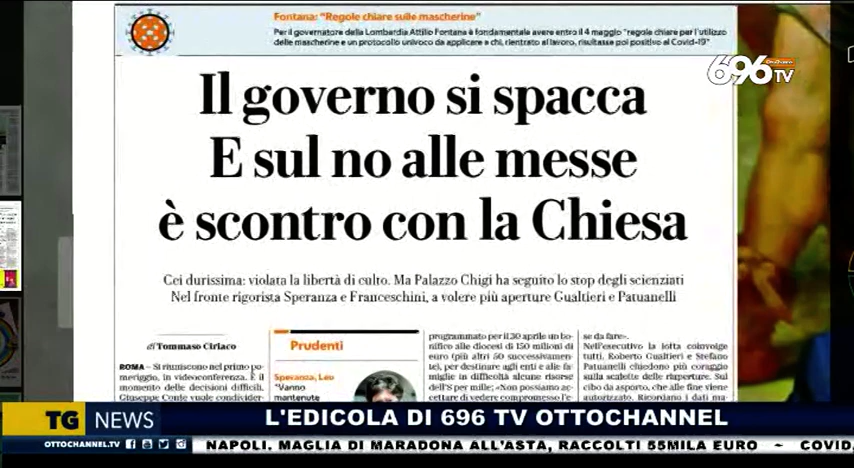 Fontana: "Regole chiare sulle mascherine"
Per il governatore della Lombardia Attilio Fontana è fondamentale avere entro il 4 maggio "regole chiare per l'utilizzo
delle mascherine e un protocollo univoco da applicare a chi, rientrato al lavoro, risultasse poi positivo al Covid-19"
696 TV
Il governo si spacca
E sul no alle messe
è scontro con la Chiesa
Cei durissima: violata la libertà di culto. Ma Palazzo Chigi ha seguito lo stop degli scienziati
Nel fronte rigorista Speranza e Franceschini, a volere più aperture Gualtieri e Patuanelli
di Tommaso Ciriaco
ROMA – Si riuniscono nel primo po-
meriggio, in videoconferenza. È il
momento delle decisioni difficili,
Giuseppe Conte vuole condivider-
Prudenti
Speranza, Leu
"Vanno
mantenute
programmato per il 30 aprile un bo-
nifico alle diocesi di 150 milioni di
euro (più altri 50 successivamen-
te), per destinare agli enti e alle fa-
miglie in difficoltà alcune risorse
dell'8 per mille; «Non possiamo ac-
cettare di vedere compromesso l'e-
se da fare».
Nell'esecutivo la lotta coinvolge
tutti. Roberto Gualtieri e Stefano
Patuanelli chiedono più coraggio
sulla scaletta delle riaperture. Sul
cibo da asporto, che alle fine viene
autorizzato. Ricordano i dati ma-
TG NEWS
L'EDICOLA DI 696 TV OTTOCHANNEL
OTTOCHANNEL.TV
NAPOLI. MAGLIA DI MARADONA ALL'ASTA, RACCOLTI 55MILA EURO ~ COVID.